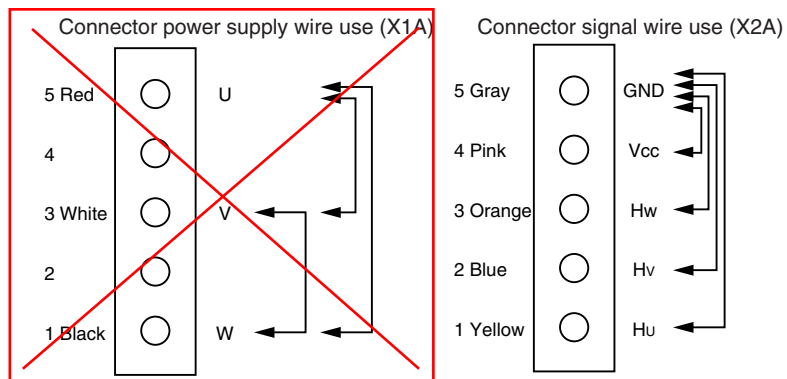 Connector power supply wire use (X1A)
5 Red U
4
3 White V
2
1 Black W
Connector signal wire use (X2A)
5 Gray GND
4 Pink Vcc
3 Orange Hw
2 Blue Hv
1 Yellow Hu